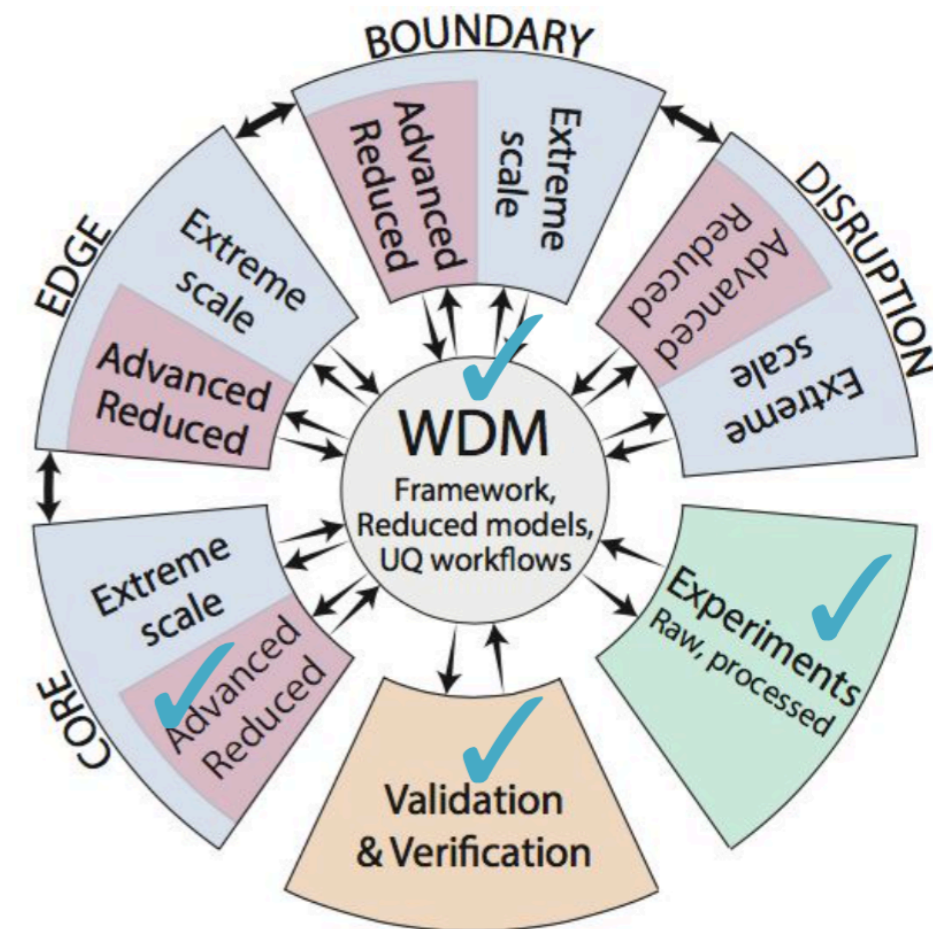 BOUNDARY
Advanced
Reduced
Extreme
scale
DISRUPTION
Advanced
Reduced
Extreme
scale
EDGE
Extreme
scale
Advanced
Reduced
WDM
Framework,
Reduced models,
UQ workflows
CORE
Extreme
scale
Advanced
Reduced
Experiments
Raw, processed
Validation
& Verification